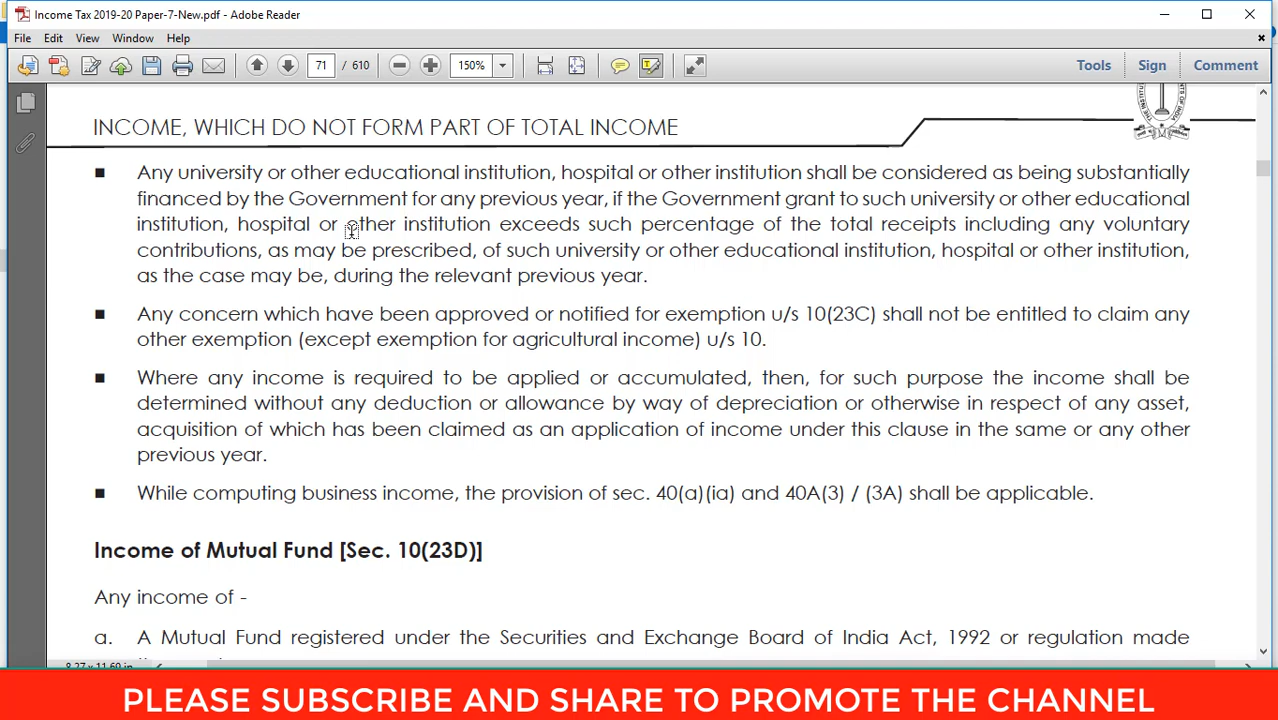 Income Tax 2019-20 Paper-7-New.pdf - Adobe Reader
File Edit View Window Help
71 / 610 150% Tools Sign Comment
INCOME, WHICH DO NOT FORM PART OF TOTAL INCOME
■ Any university or other educational institution, hospital or other institution shall be considered as being substantially
financed by the Government for any previous year, if the Government grant to such university or other educational
institution, hospital or other institution exceeds such percentage of the total receipts including any voluntary
contributions, as may be prescribed, of such university or other educational institution, hospital or other institution,
as the case may be, during the relevant previous year.
■ Any concern which have been approved or notified for exemption u/s 10(23C) shall not be entitled to claim any
other exemption (except exemption for agricultural income) u/s 10.
■ Where any income is required to be applied or accumulated, then, for such purpose the income shall be
determined without any deduction or allowance by way of depreciation or otherwise in respect of any asset,
acquisition of which has been claimed as an application of income under this clause in the same or any other
previous year.
■ While computing business income, the provision of sec. 40(a)(ia) and 40A(3) / (3A) shall be applicable.
Income of Mutual Fund [Sec. 10(23D)]
Any income of -
a. A Mutual Fund registered under the Securities and Exchange Board of India Act, 1992 or regulation made
8.27 x 11.69 in
PLEASE SUBSCRIBE AND SHARE TO PROMOTE THE CHANNEL